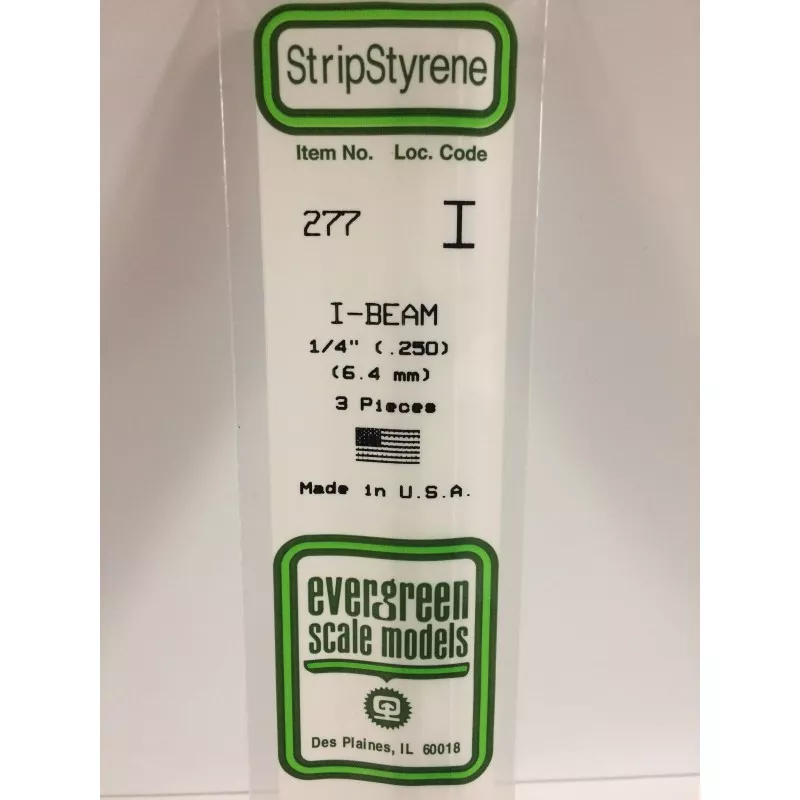 StripStyrene
Item No. Loc. Code
277 I
I-BEAM
1/4" (.250)
(6.4 mm)
3 Pieces
Made in U.S.A.
evergreen
scale models
Des Plaines, IL 60018